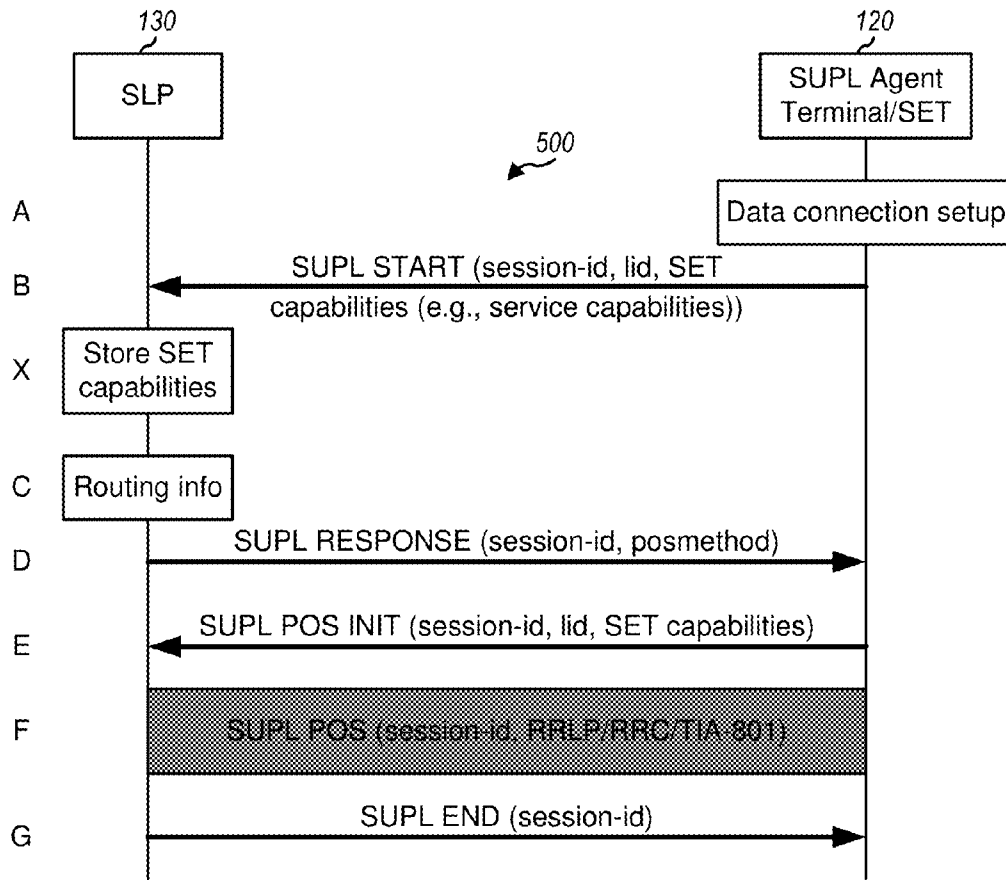 130
120
SLP
SUPL Agent
Terminal/SET
500
A
Data connection setup
B
SUPL START (session-id, lid, SET
capabilities (e.g., service capabilities))
X
Store SET
capabilities
C
Routing info
D
SUPL RESPONSE (session-id, posmethod)
E
SUPL POS INIT (session-id, lid, SET capabilities)
F
SUPL POS (session-id, RRLP/RRC/TIA-801)
G
SUPL END (session-id)